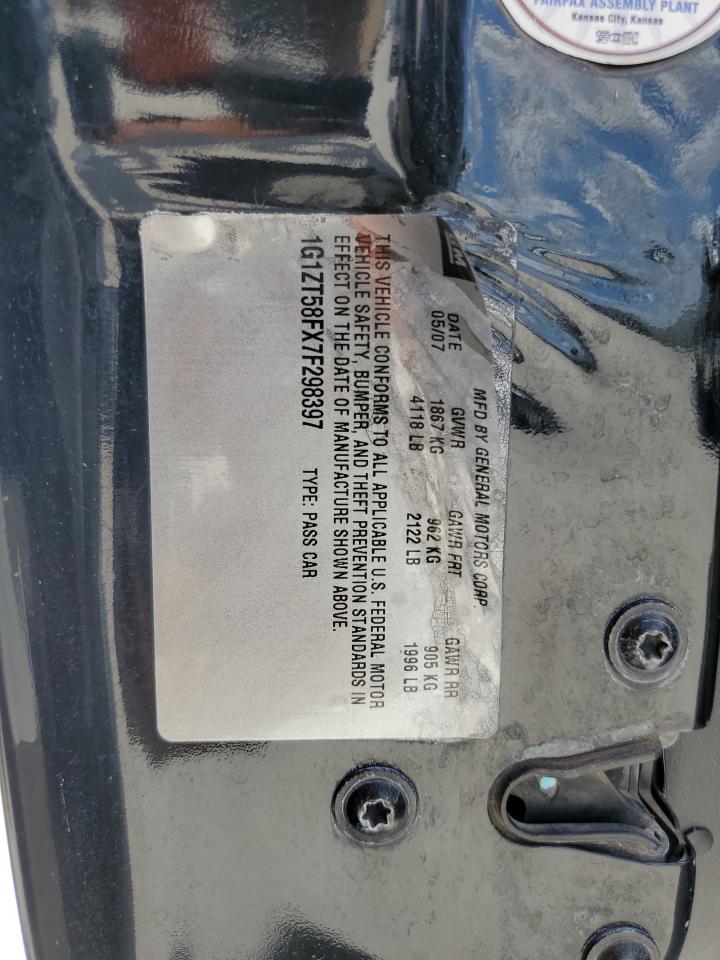 FAIRFAX ASSEMBLY PLANT
Kansas City, Kansas
MFD BY GENERAL MOTORS CORP.
DATE GVWR GAWR FRT GAWR RR
05/07 1867 KG 962 KG 905 KG
4118 LB 2122 LB 1996 LB
THIS VEHICLE CONFORMS TO ALL APPLICABLE U.S. FEDERAL MOTOR
VEHICLE SAFETY, BUMPER, AND THEFT PREVENTION STANDARDS IN
EFFECT ON THE DATE OF MANUFACTURE SHOWN ABOVE.
1G1ZT58FX7F298397 TYPE: PASS CAR